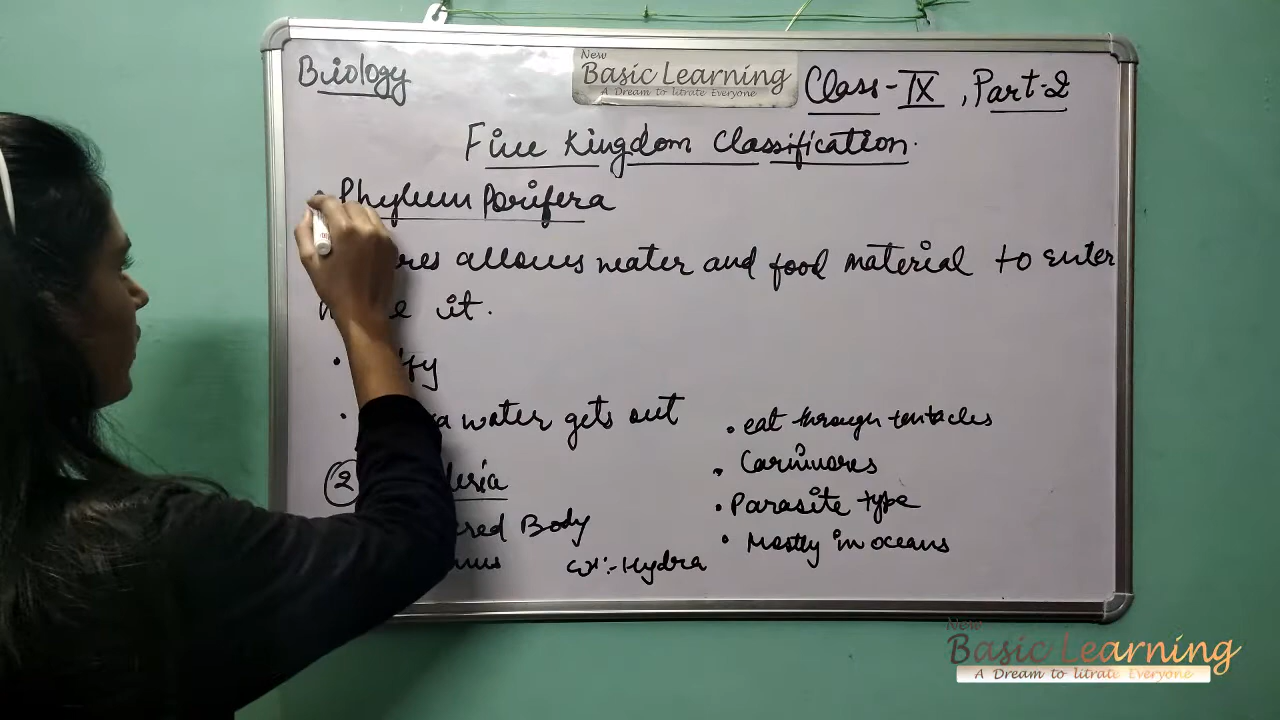 Biology
New
Basic Learning
A Dream to litrate Everyone
Class-IX, Part-2
Five Kingdom Classification.
Phylum Porifera
allows water and food material to enter
it.
water gets out
• eat through tentacles
• Carnivores
• Parasite type
• Mostly in oceans
2
Body
ex:-Hydra
New
Basic Learning
A Dream to litrate Everyone